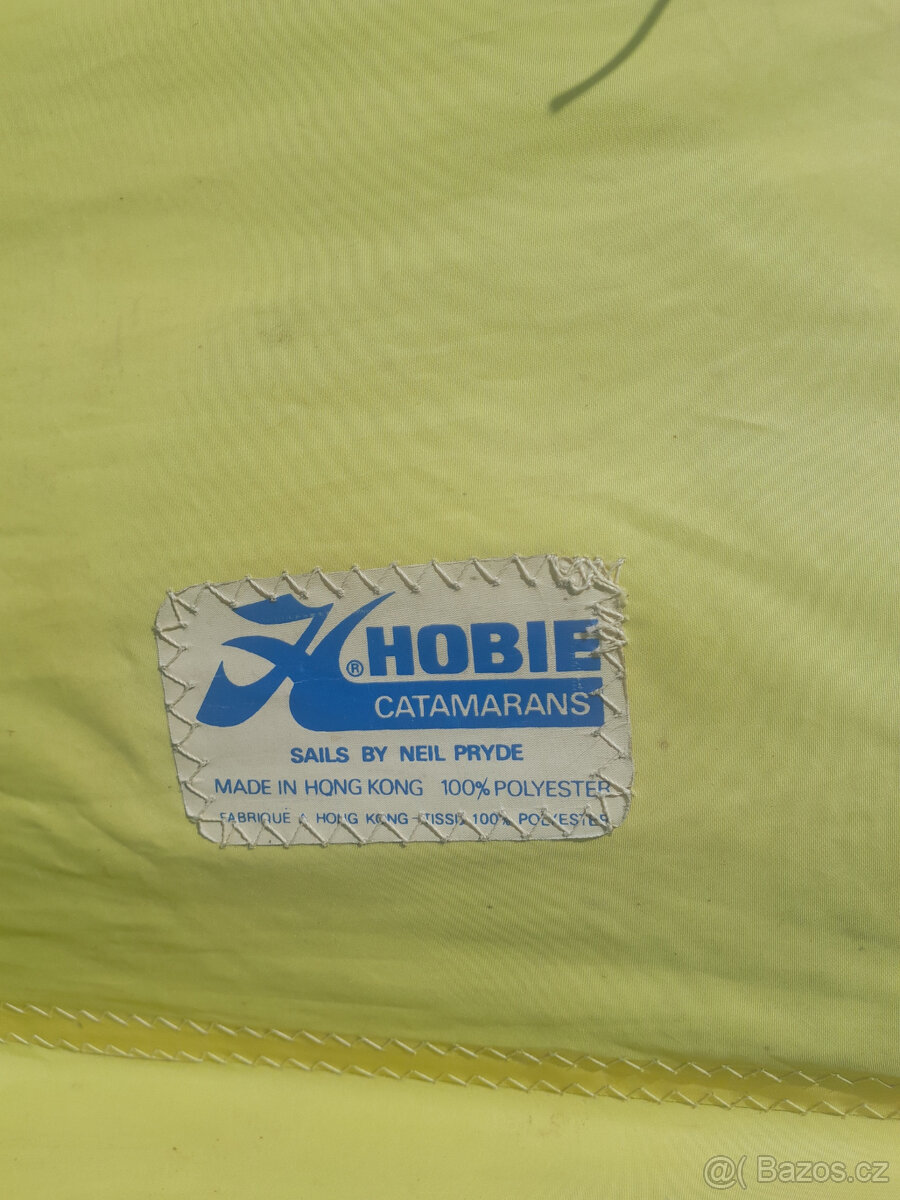 ® HOBIE
CATAMARANS
SAILS BY NEIL PRYDE
MADE IN HONG KONG 100% POLYESTER
FABRIQUÉ À HONG KONG TISSU 100% POLYESTER
@( Bazos.cz